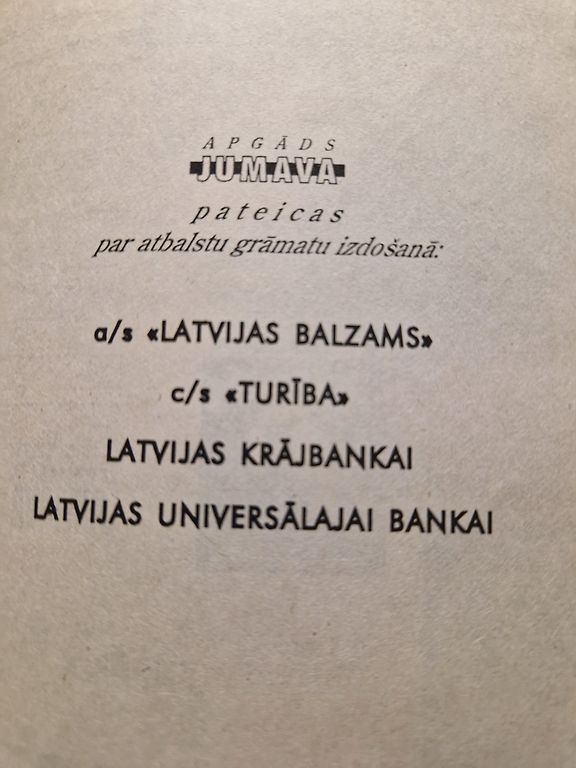 APGĀDS
JUMAVA
pateicas
par atbalstu grāmatu izdošanā:
a/s «LATVIJAS BALZAMS»
c/s «TURĪBA»
LATVIJAS KRĀJBANKAI
LATVIJAS UNIVERSĀLAJAI BANKAI